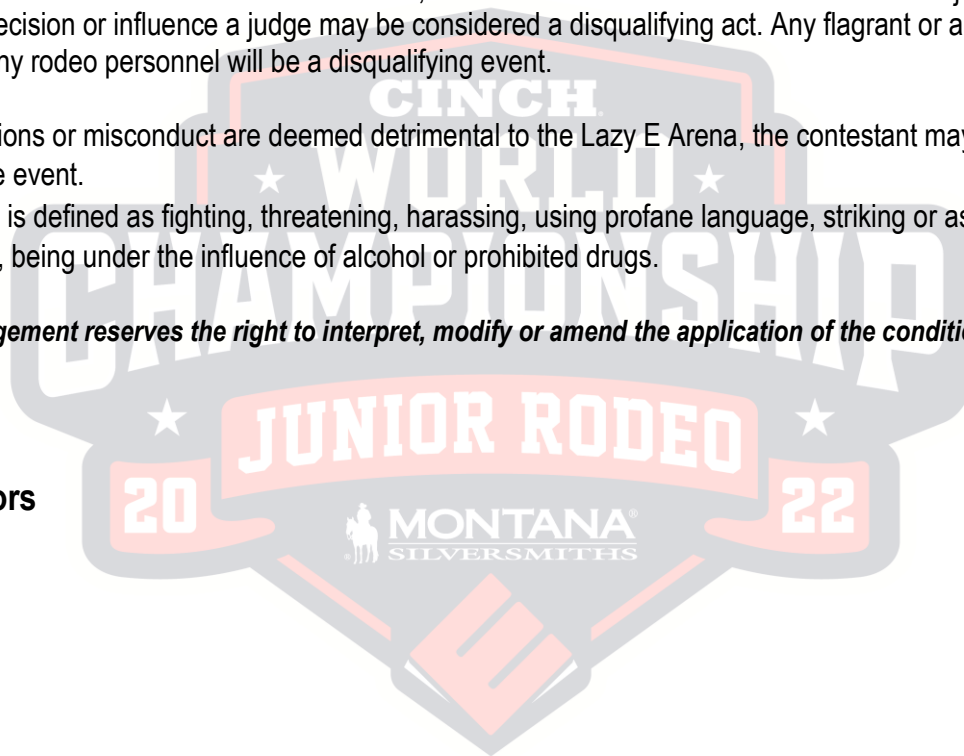 ecision or influence a judge may be considered a disqualifying act. Any flagrant or a
ny rodeo personnel will be a disqualifying event.
CINCH
ions or misconduct are deemed detrimental to the Lazy E Arena, the contestant may
e event.
WORLD
is defined as fighting, threatening, harassing, using profane language, striking or as
, being under the influence of alcohol or prohibited drugs.
CHAMPIONSHIP
gement reserves the right to interpret, modify or amend the application of the conditio
JUNIOR RODEO
ors
20 22
MONTANA®
SILVERSMITHS
E